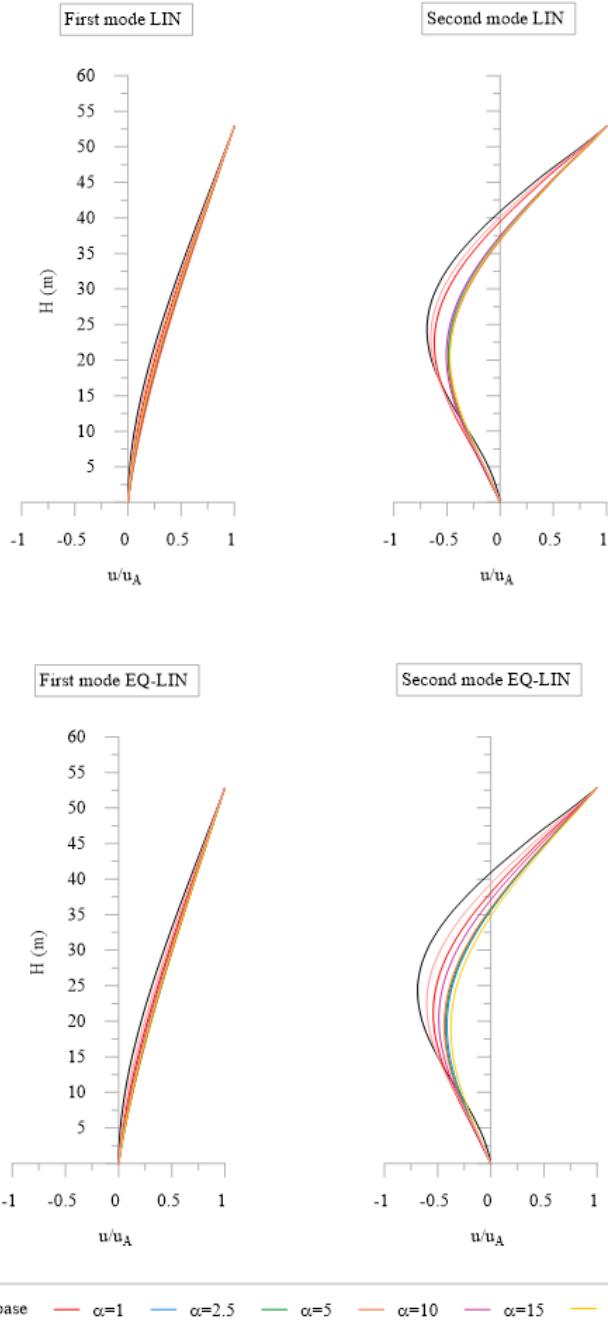 First mode LIN
Second mode LIN
60
55
50
45
40
35
30
25
20
15
10
5
H (m)
-1 -0.5 0 0.5 1
u/uA
-1 -0.5 0 0.5 1
u/uA
First mode EQ-LIN
Second mode EQ-LIN
60
55
50
45
40
35
30
25
20
15
10
5
H (m)
-1 -0.5 0 0.5 1
u/uA
-1 -0.5 0 0.5 1
u/uA
base α=1 α=2.5 α=5 α=10 α=15